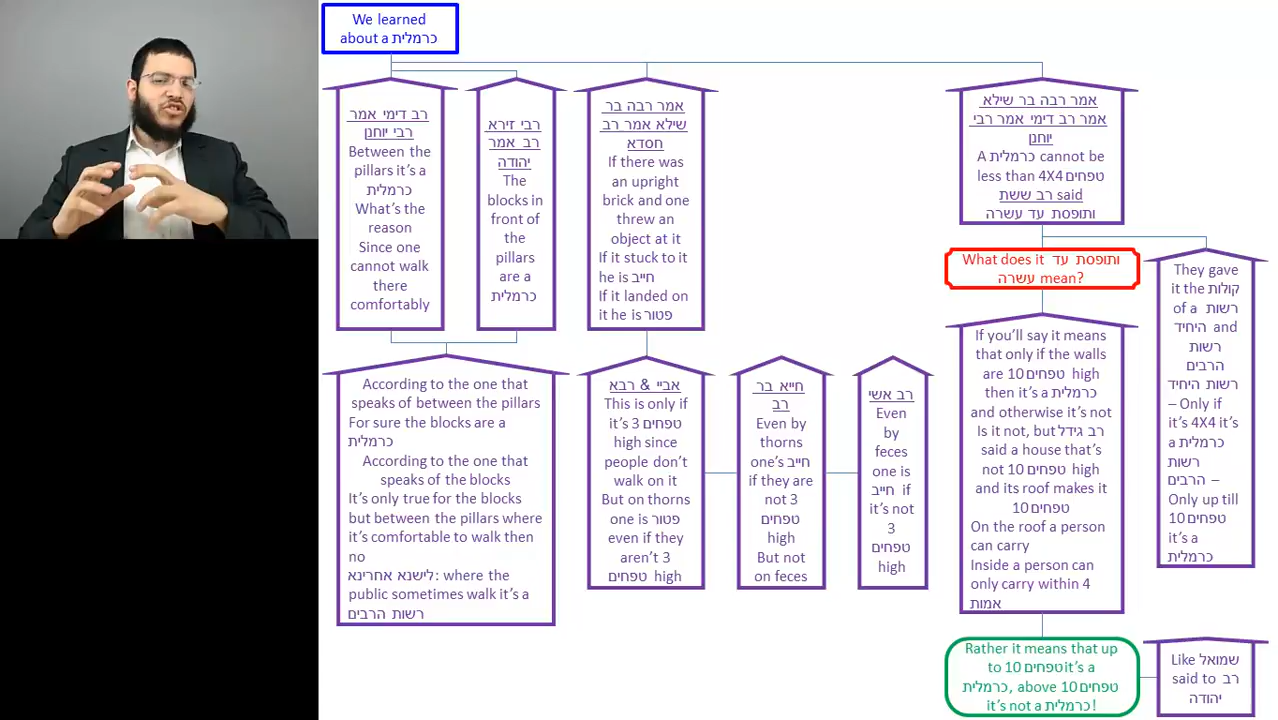 We learned
about a כרמלית
רב דימי אמר
רבי יוחנן
Between the
pillars it's a
כרמלית
What's the
reason
Since one
cannot walk
there
comfortably
רבי זירא
רב אמר
יהודה
The
blocks in
front of
the
pillars
are a
כרמלית
אמר רבה בר
שילא אמר רב
חסדא
If there was
an upright
brick and one
threw an
object at it
If it stuck to it
he is חייב
If it landed on
it he is פטור
אמר רבה בר שילא
אמר רב דימי אמר רבי
יוחנן
A כרמלית cannot be
less than 4X4 טפחים
רב ששת said
ותופסת עד עשרה
What does it ותופסת עד
עשרה mean?
They gave
it the קולות
of a רשות
היחיד and
רשות
הרבים
רשות היחיד
– Only if
it's 4X4 it's
a כרמלית
רשות
הרבים –
Only up till
10 טפחים
it's a
כרמלית
If you'll say it means
that only if the walls
are 10 טפחים high
then it's a כרמלית
and otherwise it's not
Is it not, but רב גידל
said a house that's
not 10 טפחים high
and its roof makes it
10 טפחים
On the roof a person
can carry
Inside a person can
only carry within 4
אמות
According to the one that
speaks of between the pillars
For sure the blocks are a
כרמלית
According to the one that
speaks of the blocks
It's only true for the blocks
but between the pillars where
it's comfortable to walk then
no
לישנא אחרינא: where the
public sometimes walk it's a
רשות הרבים
אביי & רבא
This is only if
it's 3 טפחים
high since
people don't
walk on it
But on thorns
one is פטור
even if they
aren't 3
טפחים high
חייא בר
רב
Even by
thorns
one's חייב
if they are
not 3
טפחים
high
But not
on feces
רב אשי
Even
by
feces
one is
חייב if
it's not
3
טפחים
high
Rather it means that up
to 10 טפחים it's a
כרמלית, above 10 טפחים
it's not a כרמלית!
Like שמואל
said to רב
יהודה